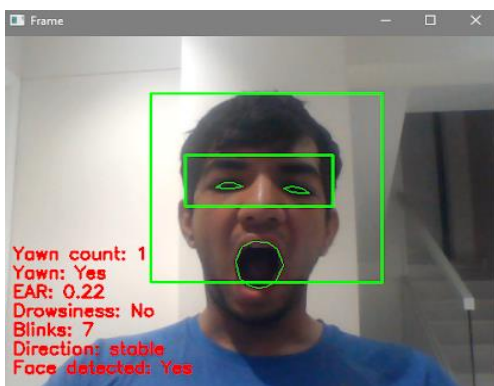 Frame
Yawn count: 1
Yawn: Yes
EAR: 0.22
Drowsiness: No
Blinks: 7
Direction: stable
Face detected: Yes